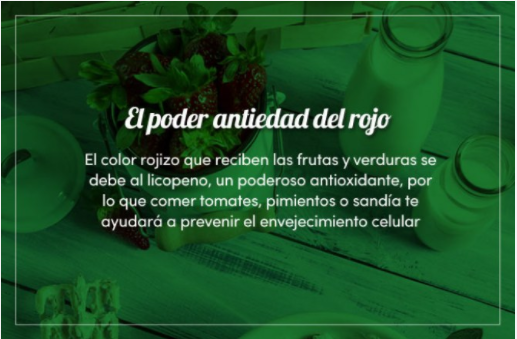 El poder antiedad del rojo
El color rojizo que reciben las frutas y verduras se
debe al licopeno, un poderoso antioxidante, por
lo que comer tomates, pimientos o sandía te
ayudará a prevenir el envejecimiento celular